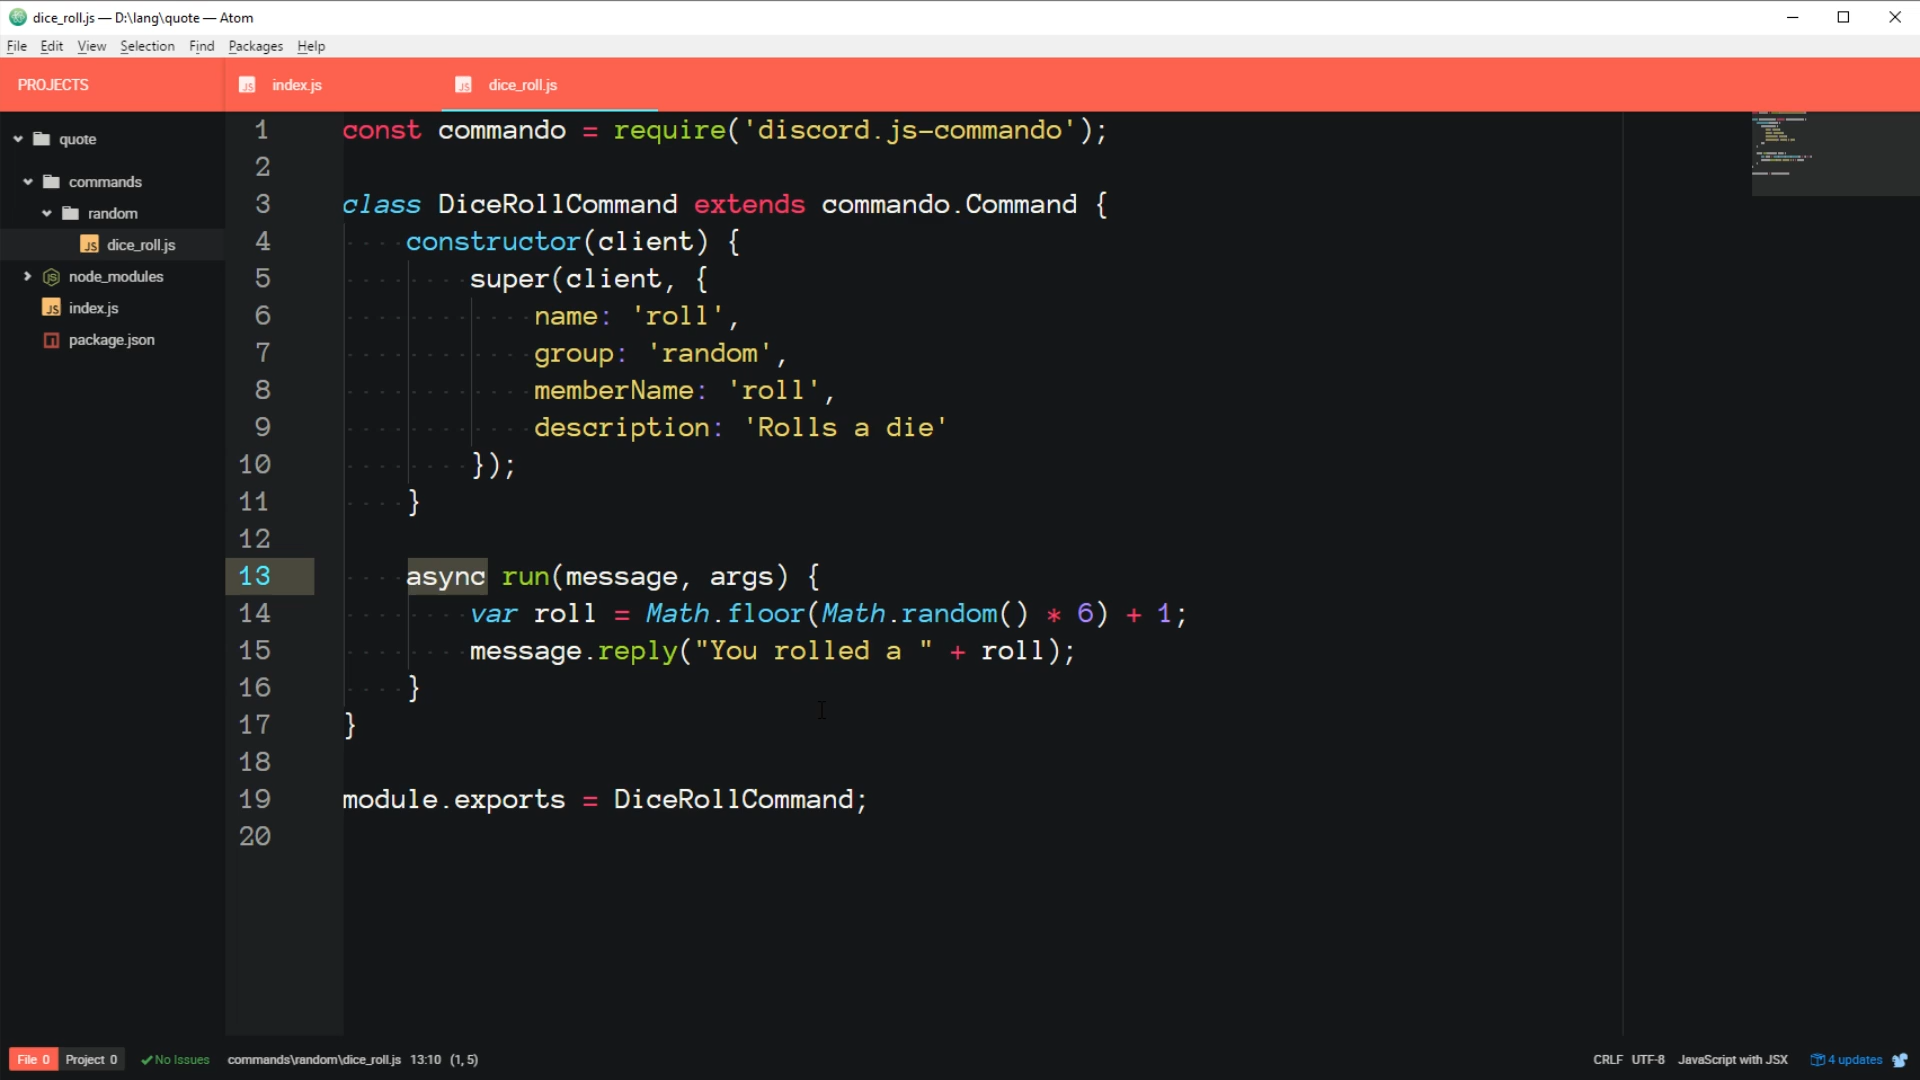 dice_roll.js — D:\lang\quote — Atom
File Edit View Selection Find Packages Help
PROJECTS
index.js
dice_roll.js
quote
commands
random
dice_roll.js
node_modules
index.js
package.json
1 const commando = require('discord.js-commando');
2
3 class DiceRollCommand extends commando.Command {
4 constructor(client) {
5 super(client, {
6 name: 'roll',
7 group: 'random',
8 memberName: 'roll',
9 description: 'Rolls a die'
10 });
11 }
12
13 async run(message, args) {
14 var roll = Math.floor(Math.random() * 6) + 1;
15 message.reply("You rolled a " + roll);
16 }
17 }
18
19 module.exports = DiceRollCommand;
20
File 0 Project 0 No Issues commands\random\dice_roll.js 13:10 (1, 5) CRLF UTF-8 JavaScript with JSX 4 updates